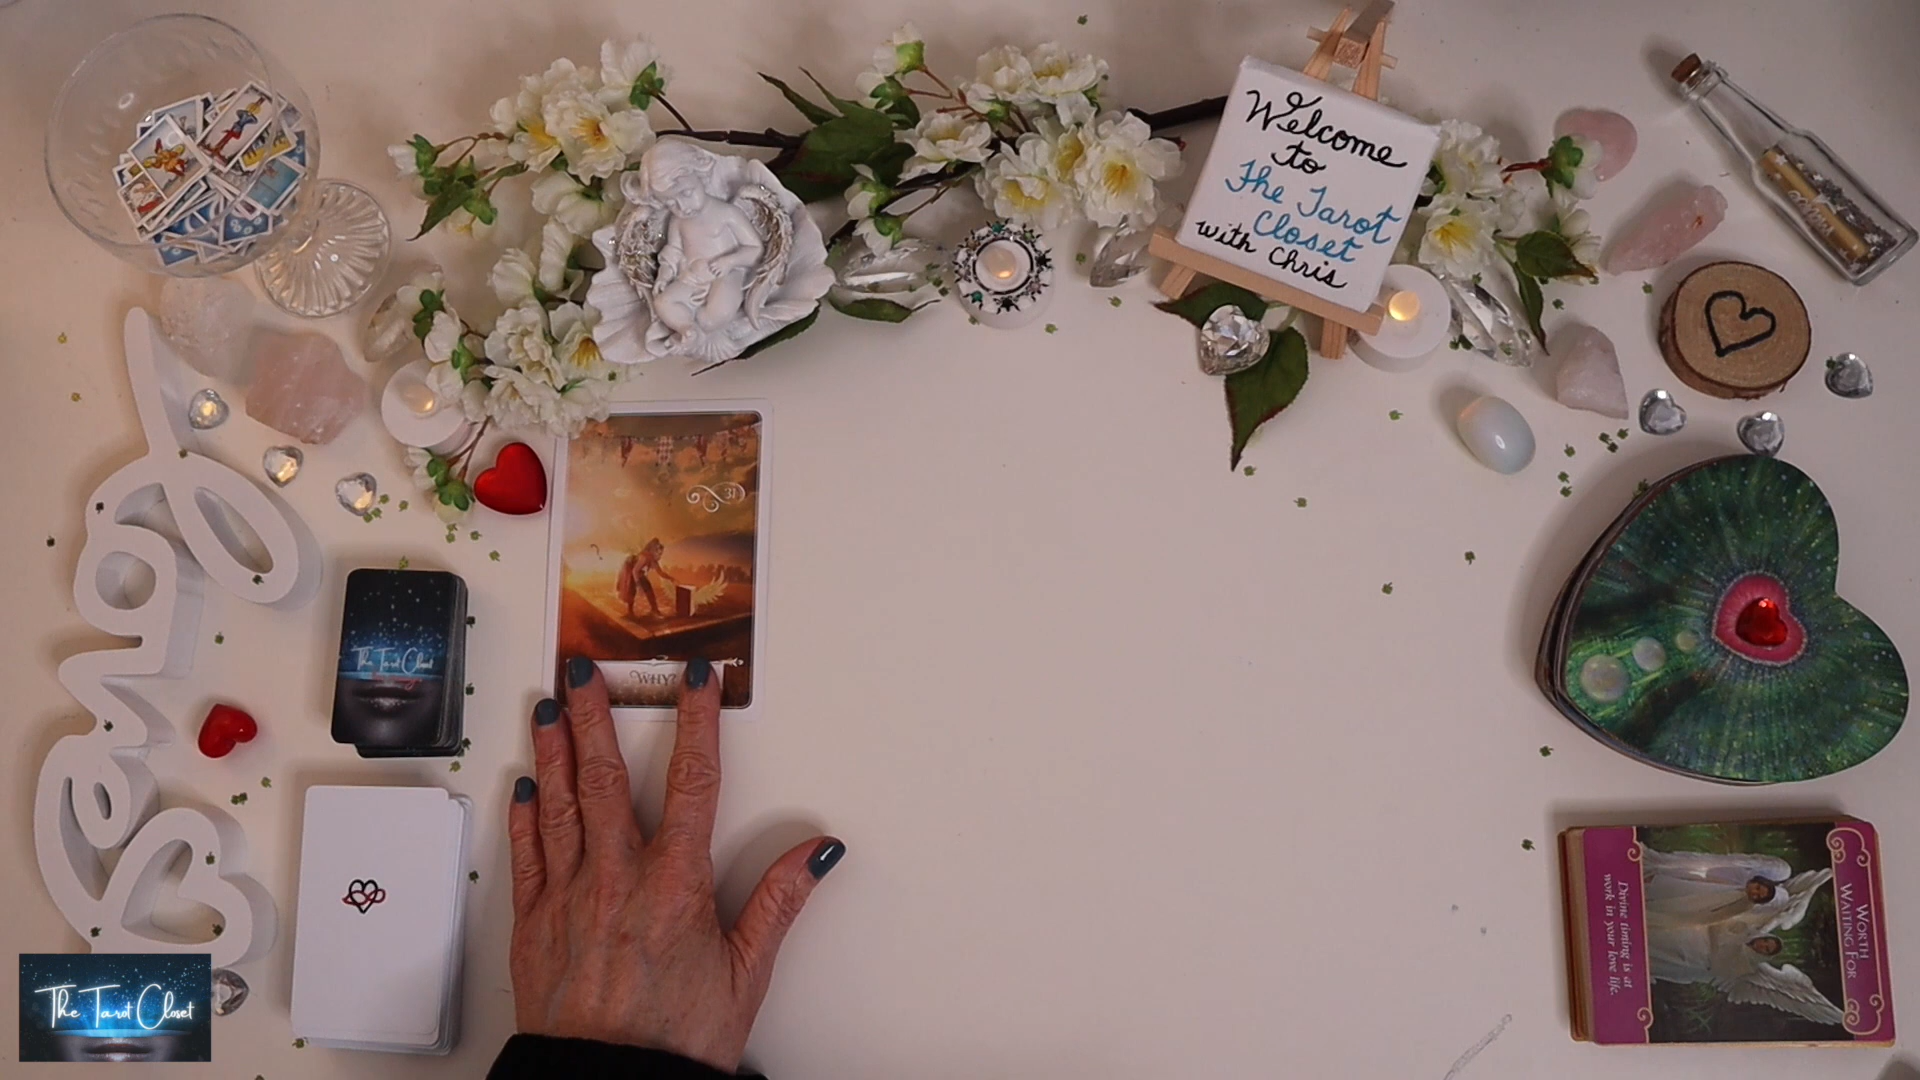 Welcome
to
The Tarot
Closet
with Chris
31
?
WHY?
The Tarot Closet
WORTH
WAITING FOR
Divine timing is at
work in your love life.
The Tarot Closet